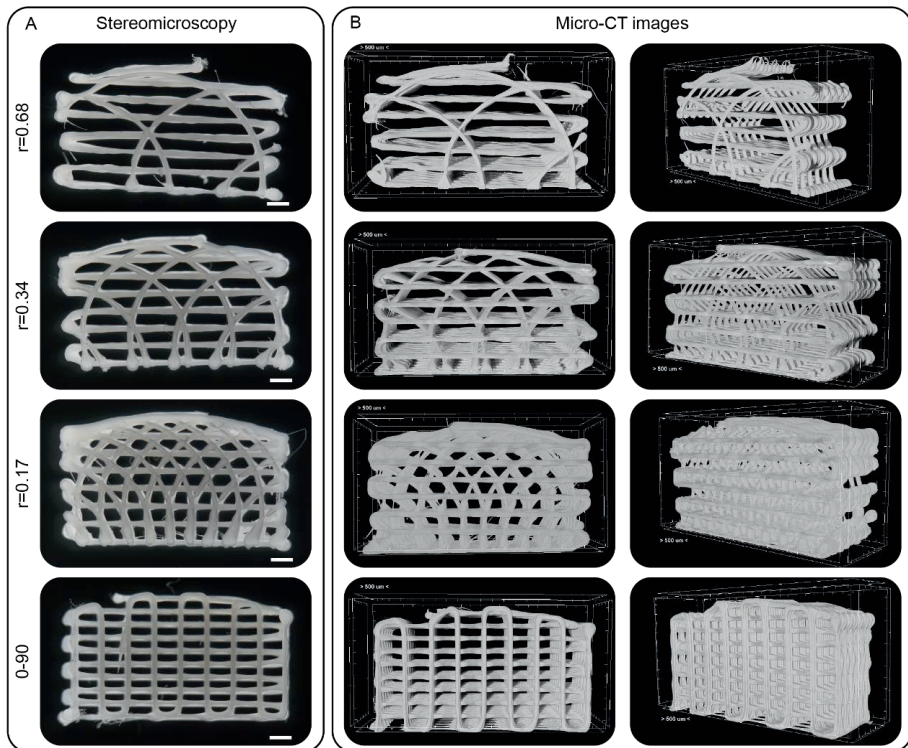 A
Stereomicroscopy
B
Micro-CT images
r=0.68
> 500 um <
> 500 um <
r=0.34
> 500 um <
> 500 um <
r=0.17
> 500 um <
> 500 um <
0-90
> 500 um <
> 500 um <